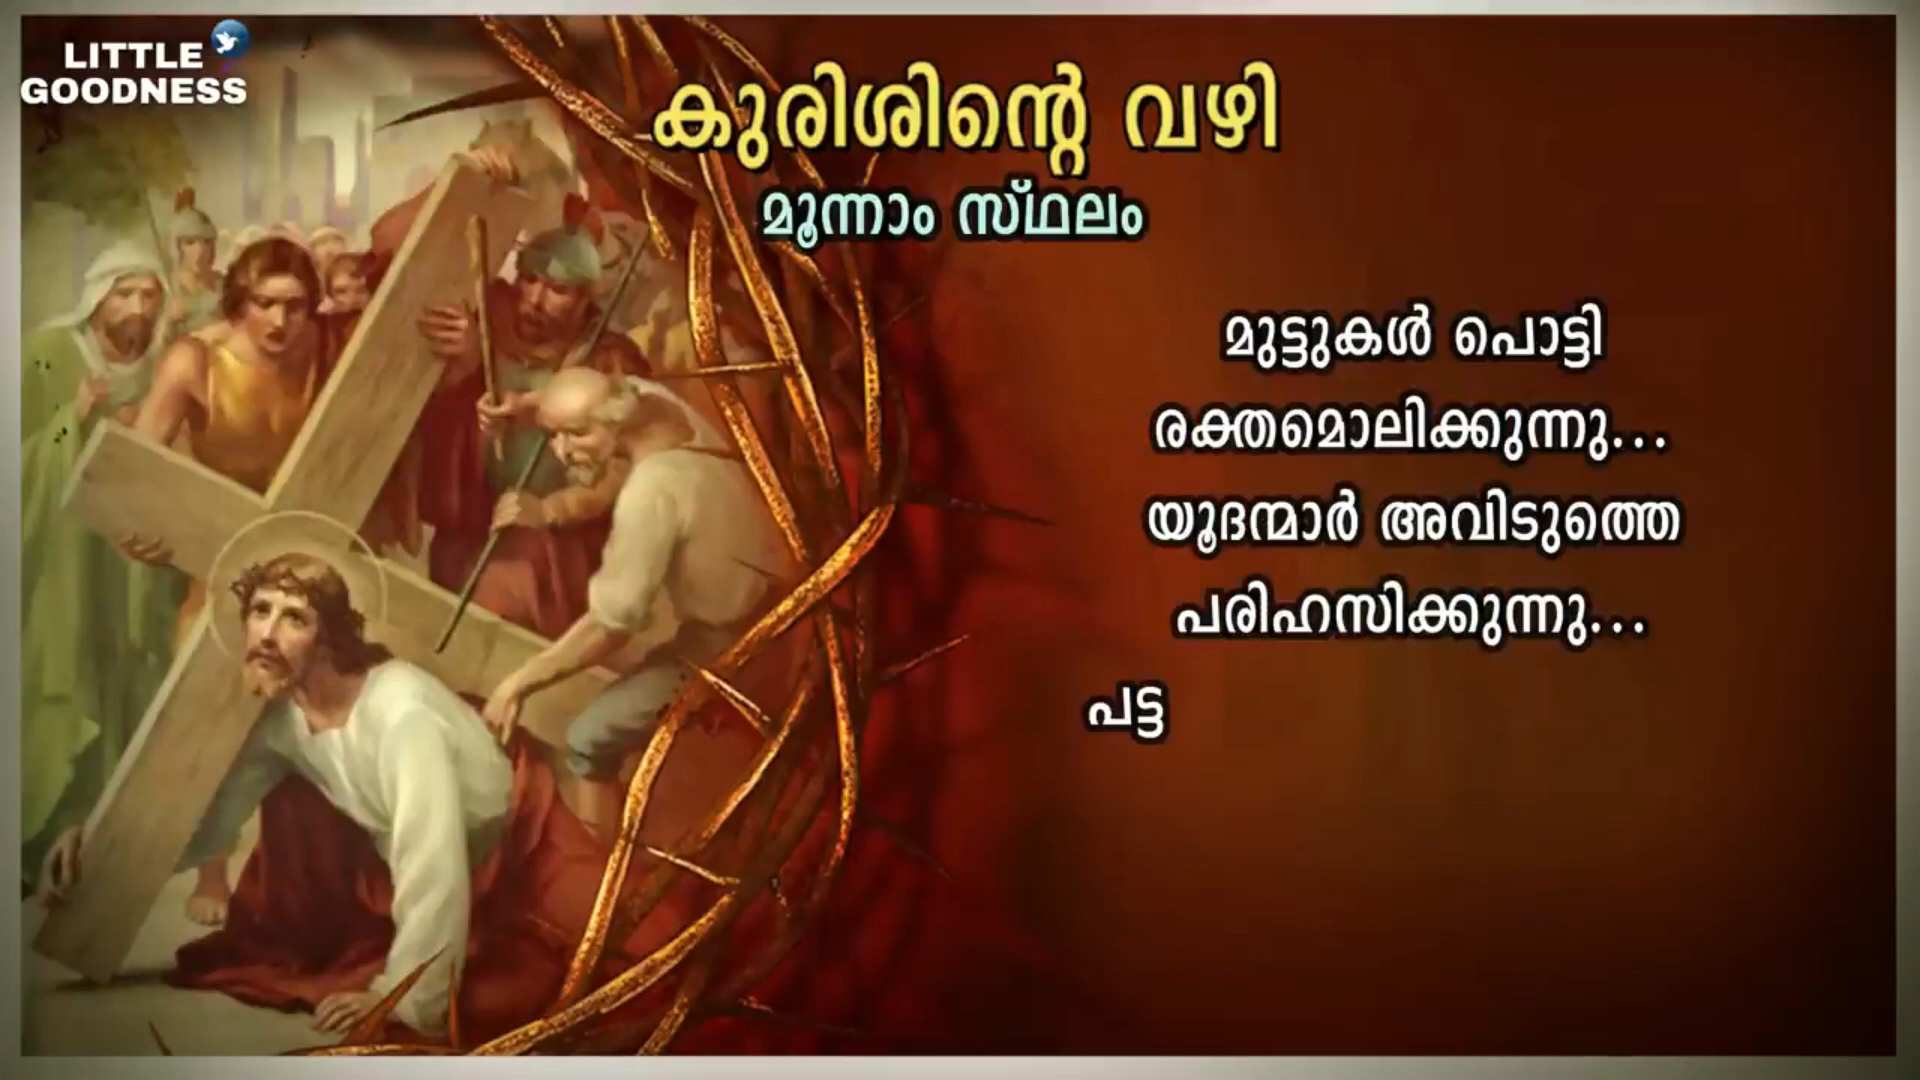 LITTLE
GOODNESS
കുരിശിന്റെ വഴി
മൂന്നാം സ്ഥലം
മുട്ടുകൾ പൊട്ടി
രക്തമൊലിക്കുന്നു...
യൂദന്മാർ അവിടുത്തെ
പരിഹസിക്കുന്നു...
പട്ട